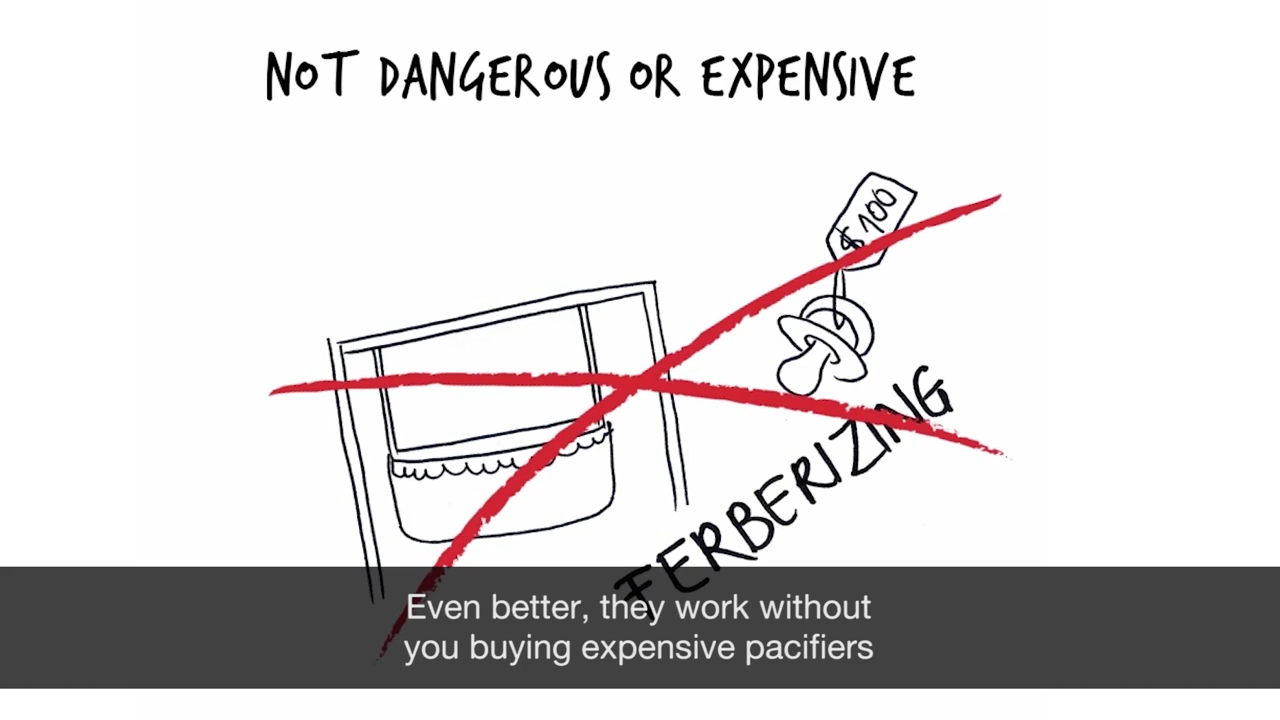 NOT DANGEROUS OR EXPENSIVE
$100
FERBERIZING
Even better, they work without
you buying expensive pacifiers